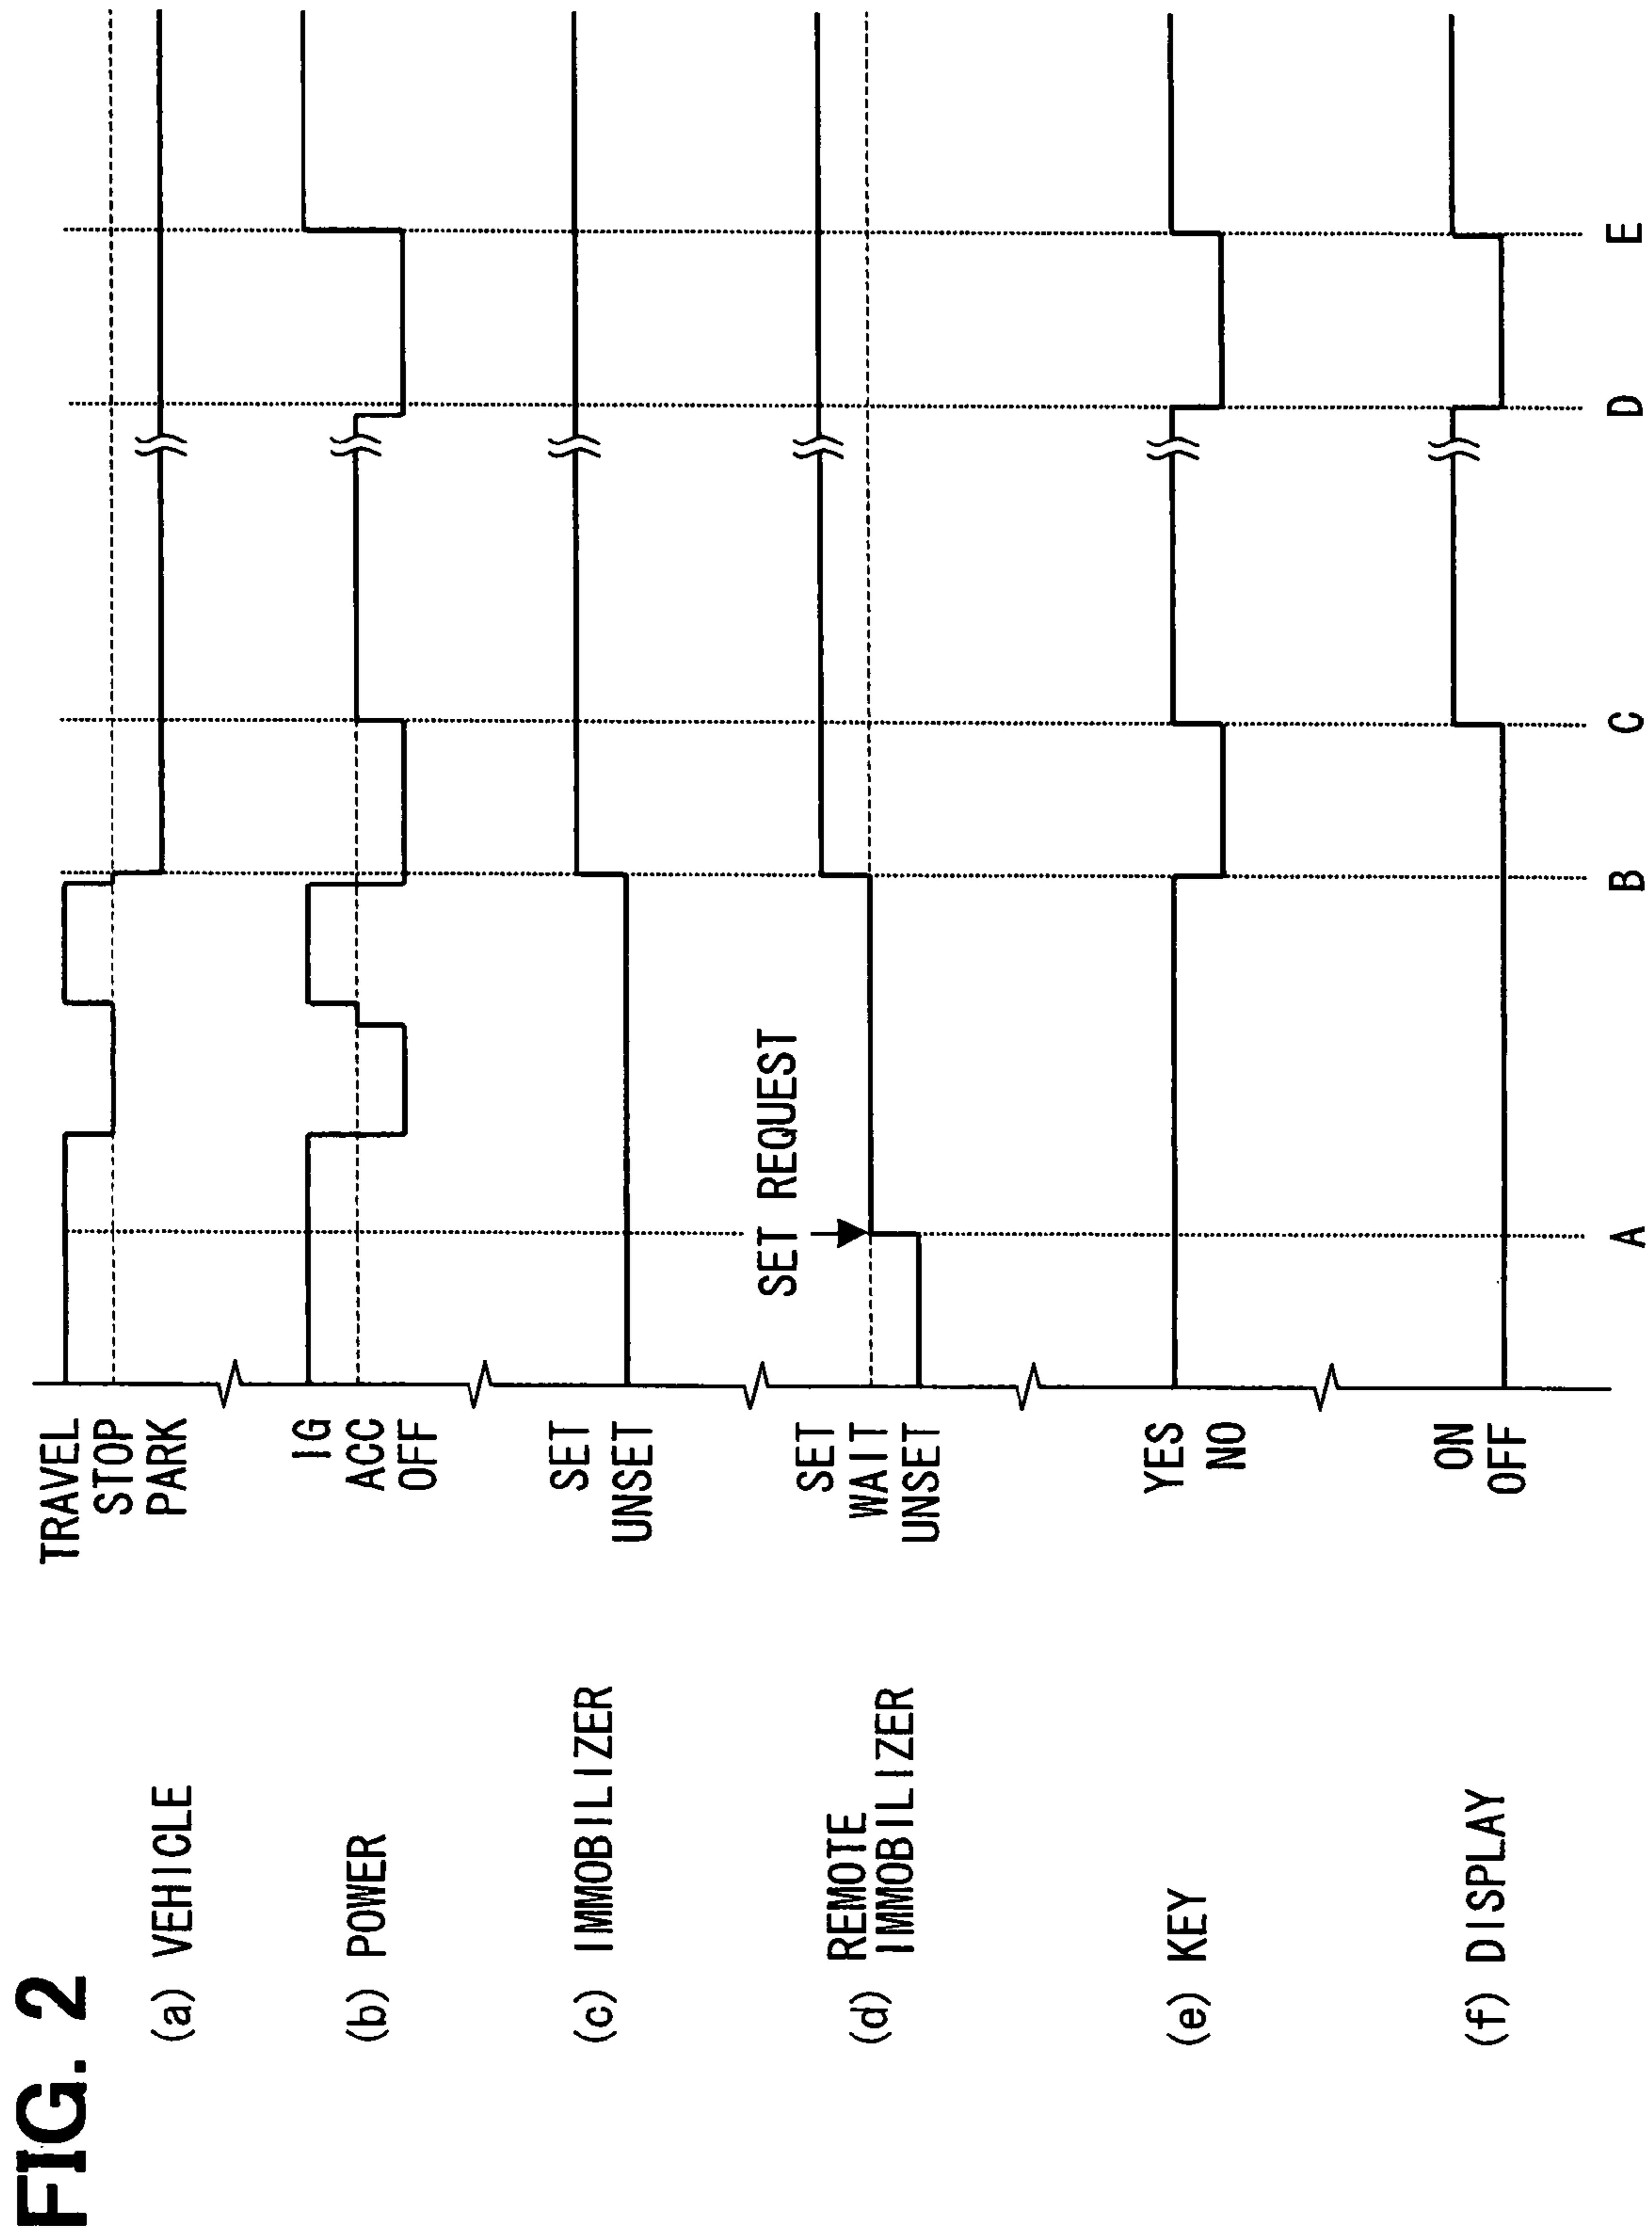 FIG. 2
(a) VEHICLE
TRAVEL
STOP
PARK
(b) POWER
IG
ACC
OFF
(c) IMMOBILIZER
SET
UNSET
SET REQUEST
(d) REMOTE
IMMOBILIZER
SET
WAIT
UNSET
(e) KEY
YES
NO
(f) DISPLAY
ON
OFF
A
B
C
D
E